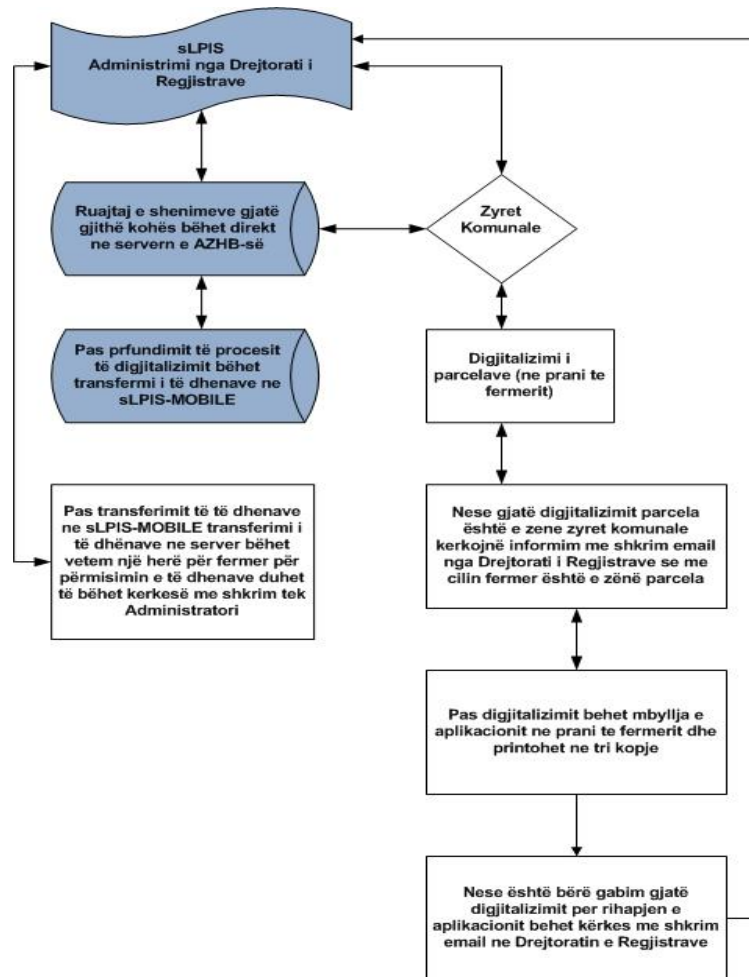 sLPIS
Administrimi nga Drejtorati i
Regjistrave
Ruajtaj e shenimeve gjatë
gjithë kohës bëhet direkt
ne servern e AZHB-së
Zyret
Komunale
Pas prfundimit të procesit
të digjitalizimit bëhet
transfermi i të dhenave ne
sLPIS-MOBILE
Digjitalizimi i
parcelave (ne prani te
fermerit)
Pas transferimit të të dhenave
ne sLPIS-MOBILE transferimi i
të dhënave ne server bëhet
vetem një herë për fermer për
përmisimin e të dhenave duhet
të bëhet kerkesë me shkrim tek
Administratori
Nese gjatë digjitalizimit parcela
është e zene zyret komunale
kerkojnë informim me shkrim email
nga Drejtorati i Regjistrave se me
cilin fermer është e zënë parcela
Pas digjitalizimit behet mbyllja e
aplikacionit ne prani te fermerit dhe
printohet ne tri kopje
Nese është bërë gabim gjatë
digjitalizimit per rihapjen e
aplikacionit behet kërkes me shkrim
email ne Drejtoratin e Regjistrave